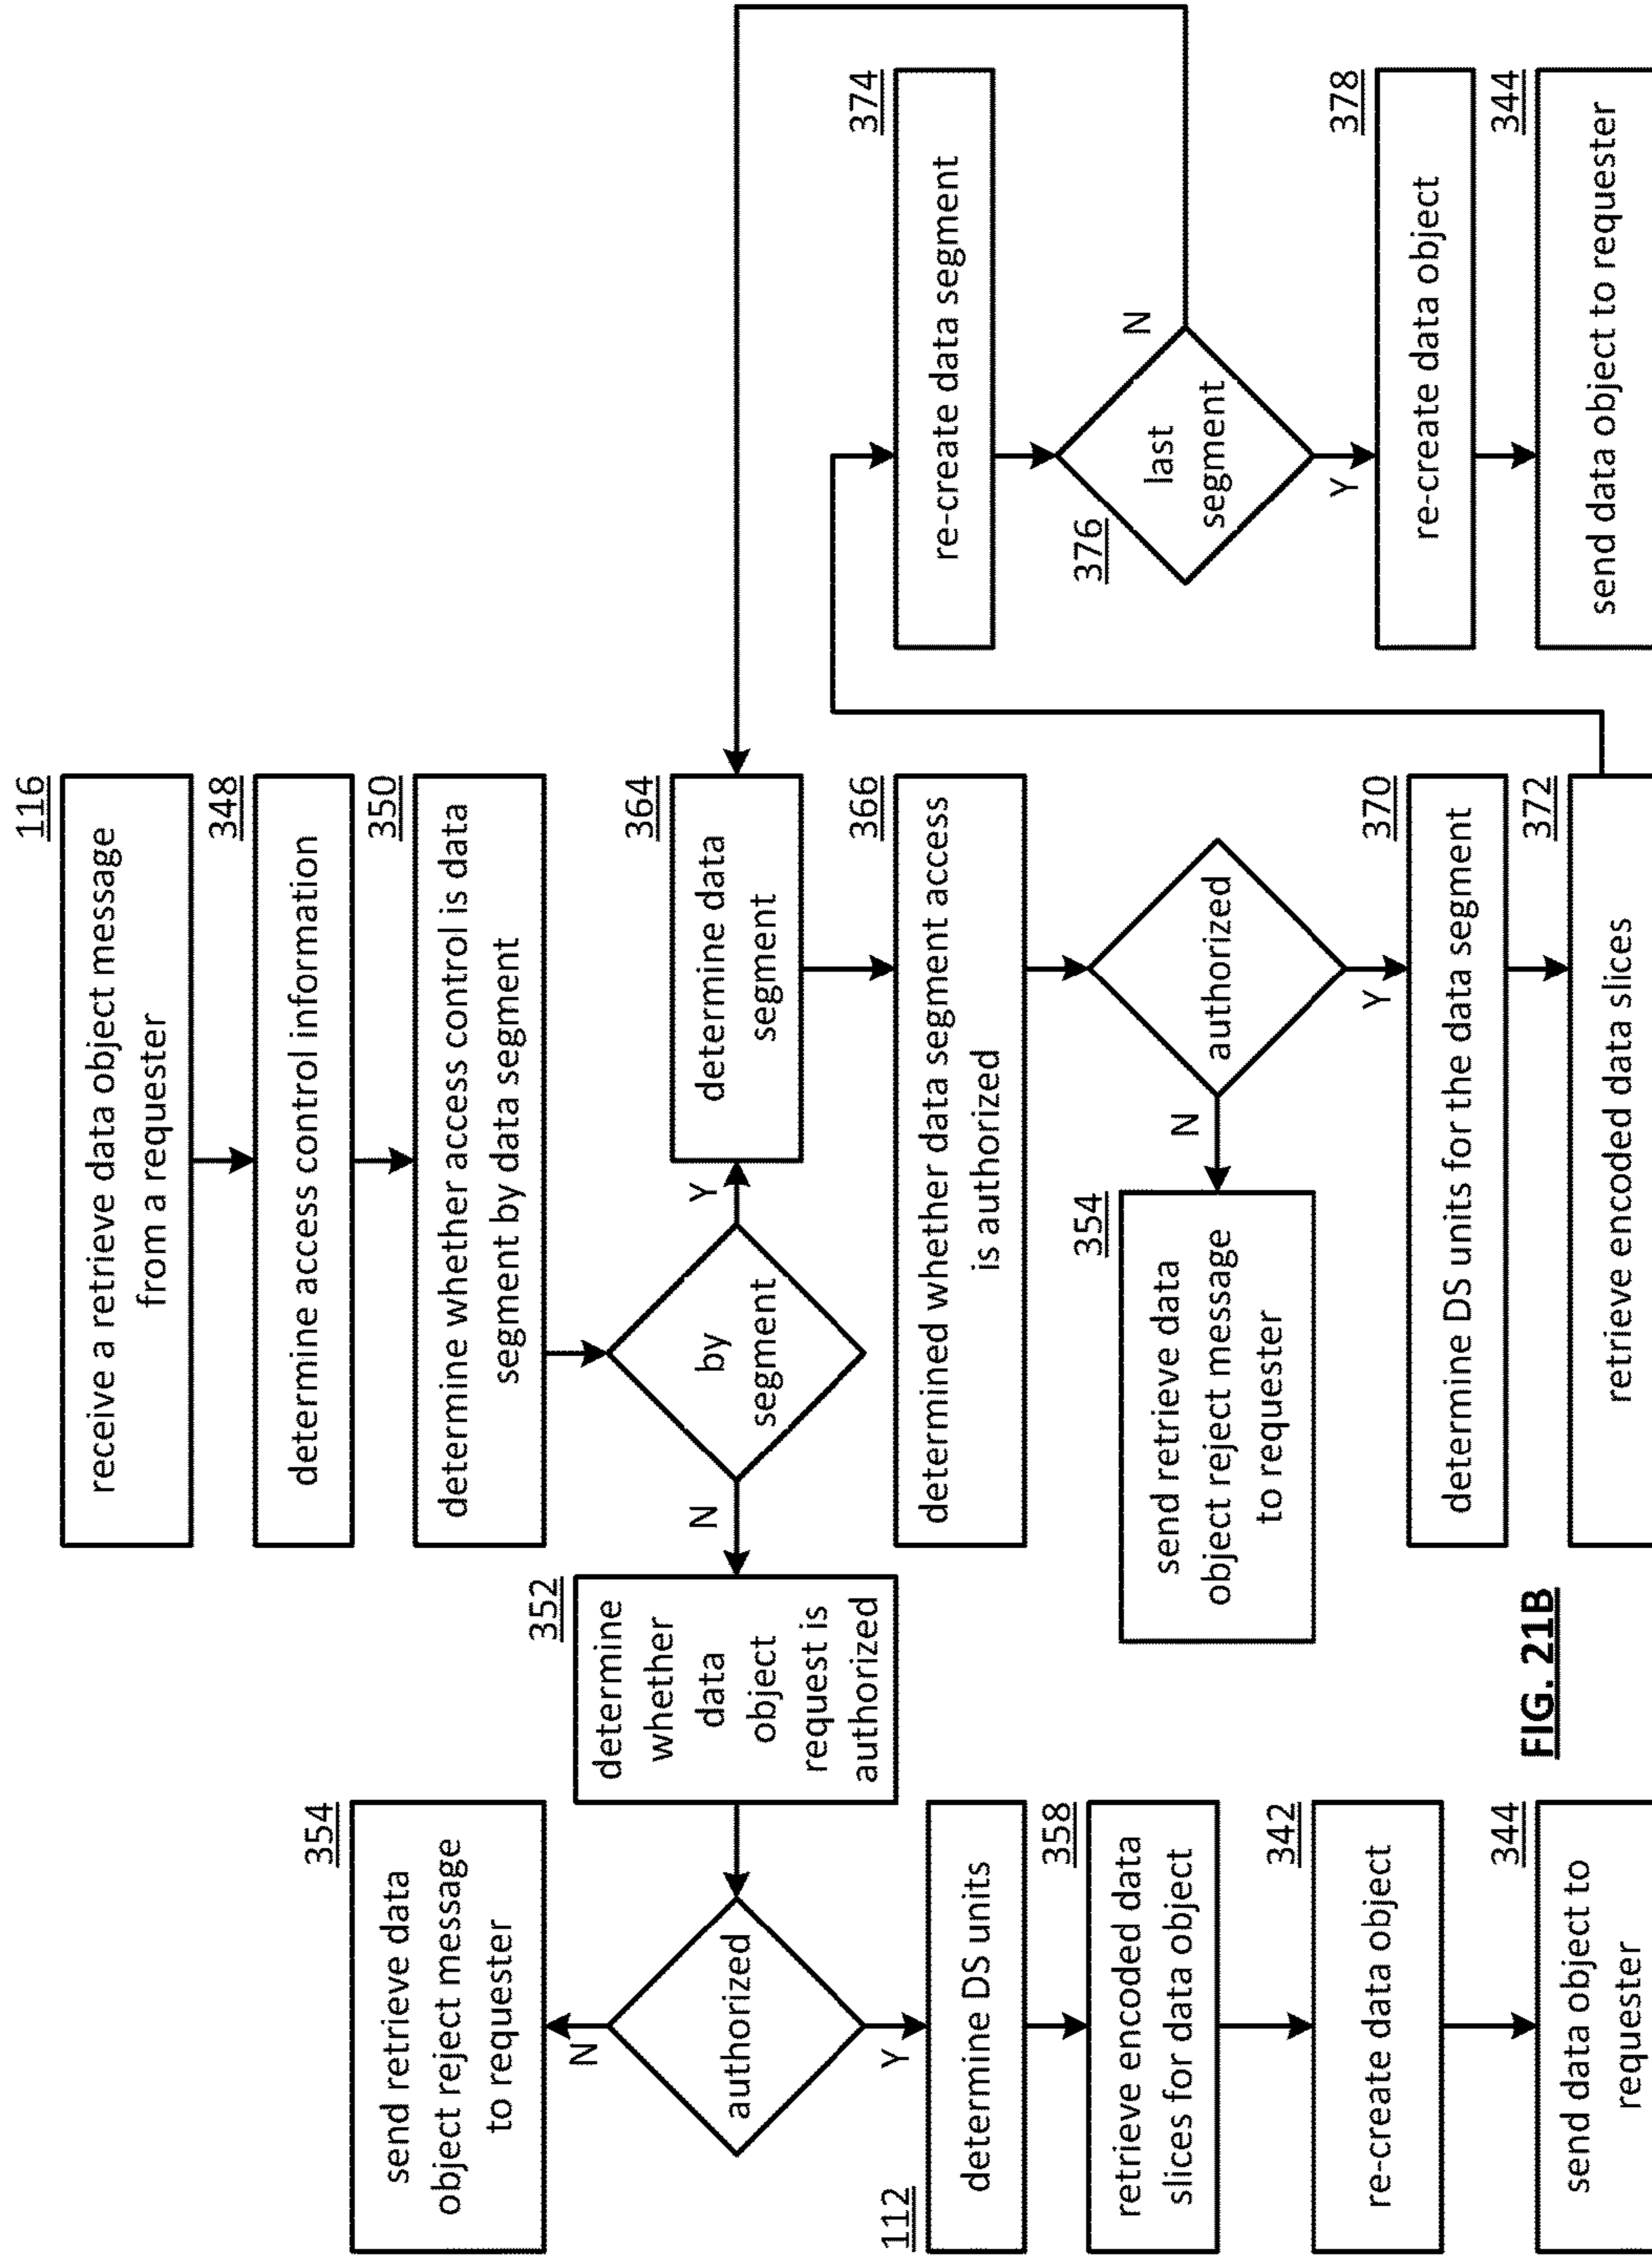 116
receive a retrieve data object message
from a requester
348
determine access control information
350
determine whether access control is data
segment by data segment
by
segment
N
Y
352
determine
whether
data
object
request is
authorized
354
send retrieve data
object reject message
to requester
N
authorized
Y
112
determine DS units
358
retrieve encoded data
slices for data object
342
re-create data object
344
send data object to
requester
364
determine data
segment
366
determined whether data segment access
is authorized
authorized
N
Y
354
send retrieve data
object reject message
to requester
370
determine DS units for the data segment
372
retrieve encoded data slices
374
re-create data segment
376
last
segment
N
Y
378
re-create data object
344
send data object to requester
FIG. 21B